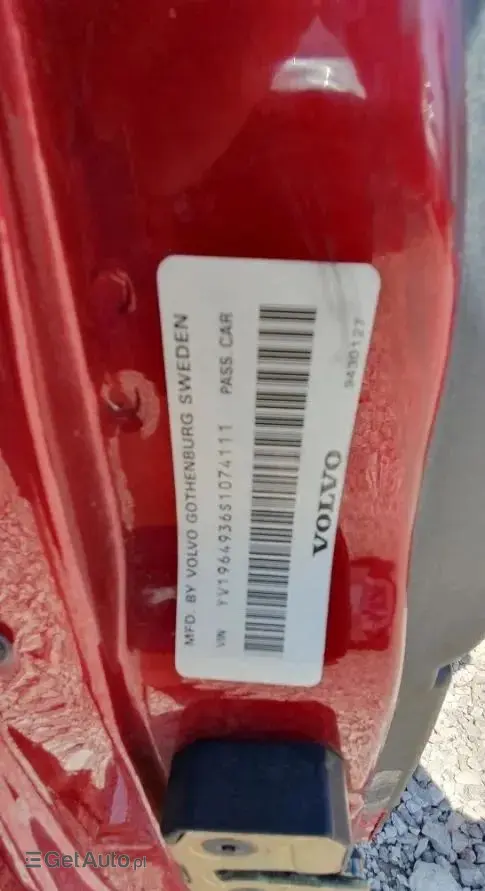 MFD. BY VOLVO GOTHENBURG SWEDEN
VIN YV1964936S1074111 PASS CAR
VOLVO 9430127
GetAuto.pl